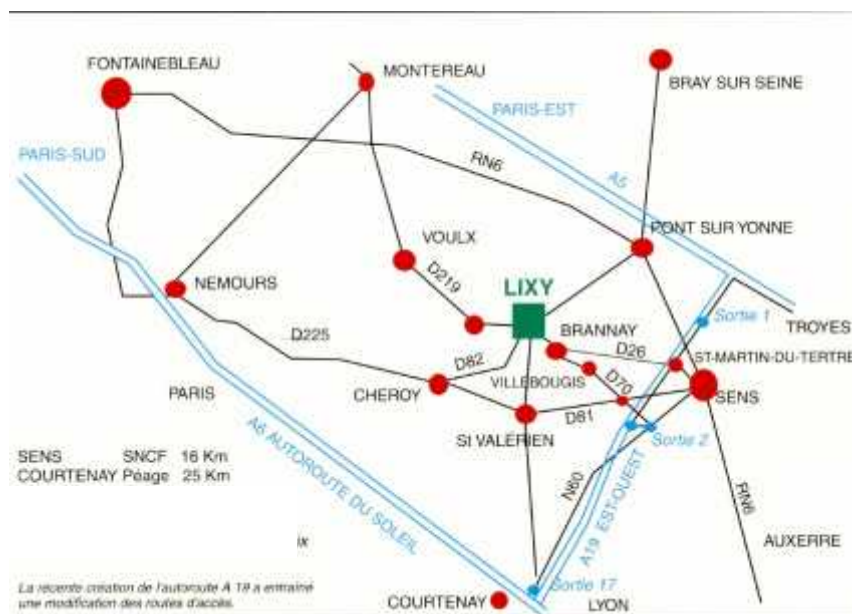 FONTAINEBLEAU
MONTEREAU
BRAY SUR SEINE
PARIS-EST
PARIS-SUD
RN6
A5
VOULX
PONT SUR YONNE
D219
LIXY
NEMOURS
Sortie 1
TROYES
D225
BRANNAY
D26
ST-MARTIN-DU-TERTRE
D82
VILLEBOUGIS
D70
PARIS
CHEROY
SENS
D81
St VALÉRIEN
Sortie 2
A6 AUTOROUTE DU SOLEIL
SENS SNCF 16 Km
COURTENAY Péage 25 Km
N60
A19 EST-OUEST
RN6
ix
AUXERRE
La récente création de l'autoroute A 19 a entraîné
une modification des routes d'accès.
Sortie 17
COURTENAY
LYON